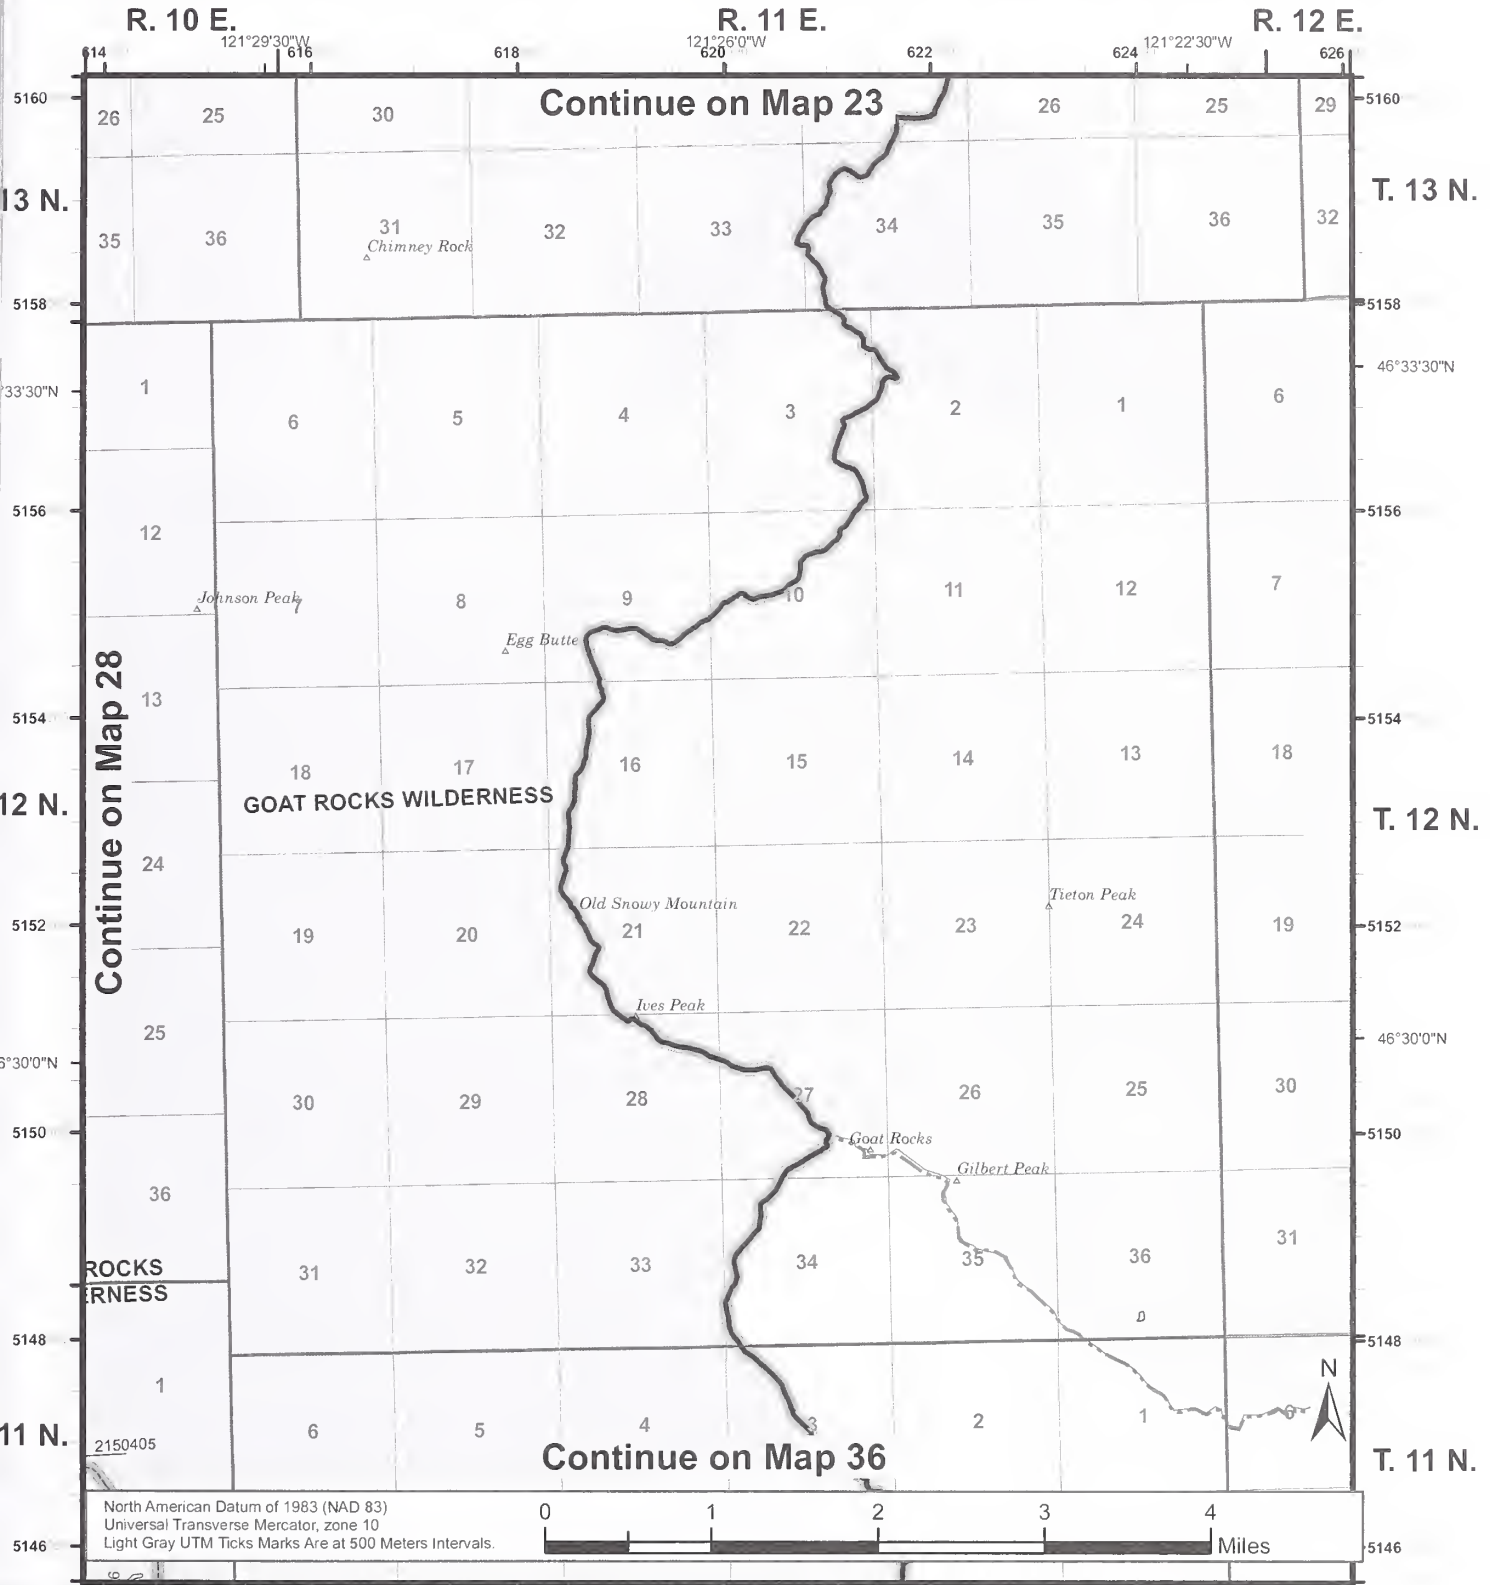 R. 10 E. R. 11 E. R. 12 E.
121°29'30"W 121°26'0"W 121°22'30"W
614 616 618 620 622 624 626
5160 Continue on Map 23 5160
26 25 30 26 25 29
13 N. T. 13 N.
35 36 31 32 33 34 35 36 32
Chimney Rock
5158 5158
33'30"N 46°33'30"N
1 6 5 4 3 2 1 6
5156 5156
12 7 8 9 10 11 12 7
Johnson Peak
Egg Butte
Continue on Map 28
5154 5154
13 18 17 16 15 14 13 18
GOAT ROCKS WILDERNESS
12 N. T. 12 N.
24 19 20 21 22 23 24 19
Old Snowy Mountain
Tieton Peak
5152 5152
Ives Peak
25 30 29 28 27 26 25 30
6°30'0"N 46°30'0"N
5150 5150
Goat Rocks
Gilbert Peak
36 31 32 33 34 35 36 31
ROCKS
ERNESS
5148 5148
N
1 6 5 4 3 2 1 6
11 N. T. 11 N.
2150405
Continue on Map 36
North American Datum of 1983 (NAD 83)
Universal Transverse Mercator, zone 10
Light Gray UTM Ticks Marks Are at 500 Meters Intervals.
0 1 2 3 4
Miles
5146 5146